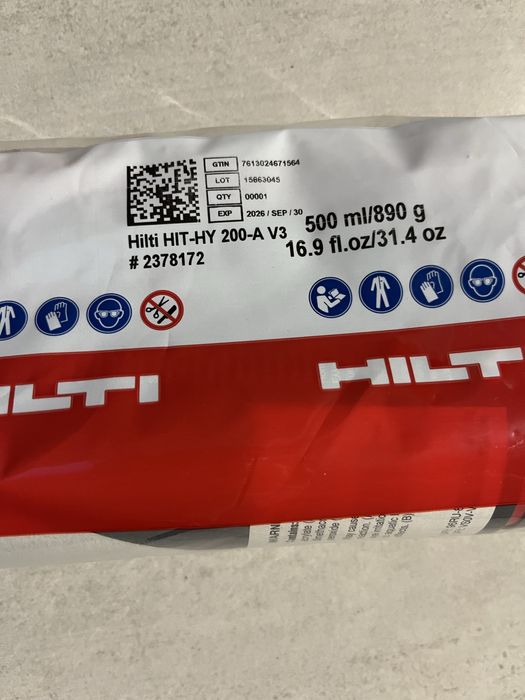 GTIN 7613024671564
LOT 15863045
QTY 00001
EXP 2026 / SEP / 30
Hilti HIT-HY 200-A V3
# 2378172
500 ml/890 g
16.9 fl.oz/31.4 oz
HILTI